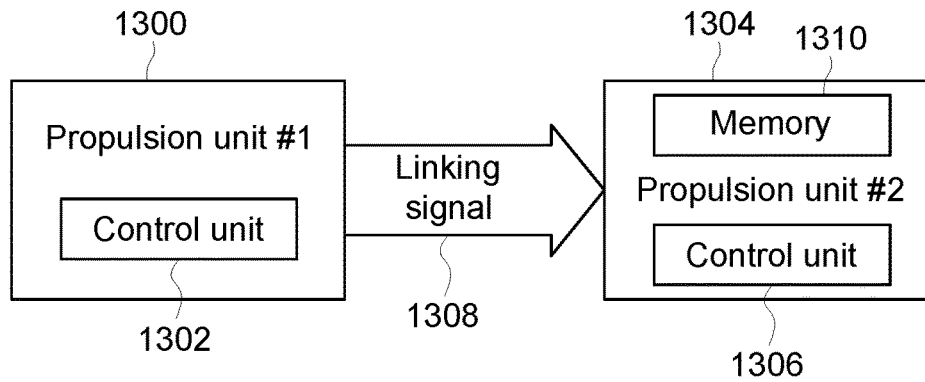 1300
1304
1310
Propulsion unit #1
Control unit
1302
Linking
signal
1308
Memory
Propulsion unit #2
Control unit
1306